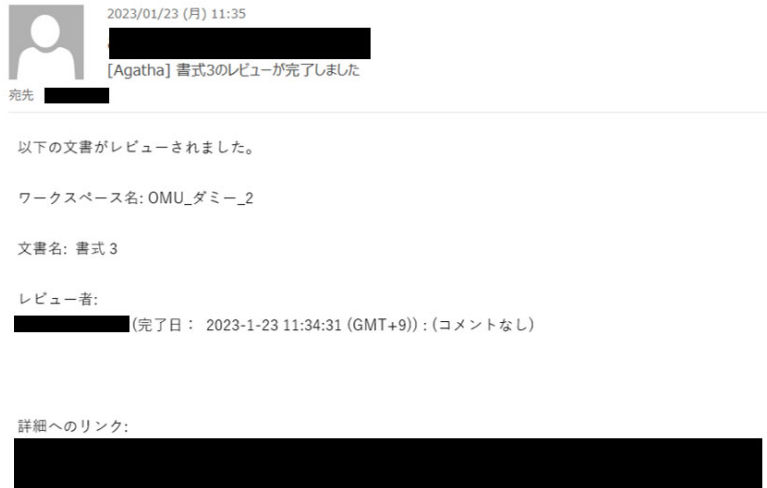 2023/01/23 (月) 11:35
[Agatha] 書式3のレビューが完了しました
宛先
以下の文書がレビューされました。
ワークスペース名: OMU_ダミー_2
文書名: 書式 3
レビュー者:
(完了日： 2023-1-23 11:34:31 (GMT+9)) : (コメントなし)
詳細へのリンク: